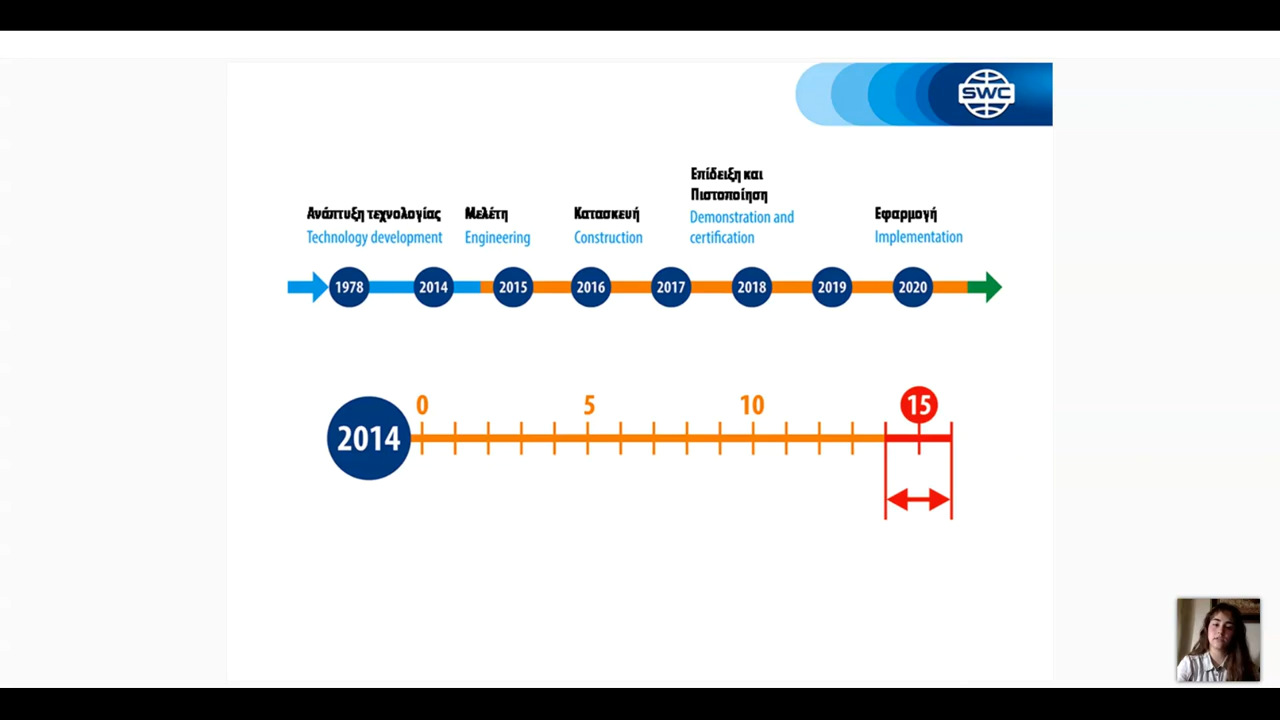 SWC
Επίδειξη και
Πιστοποίηση
Ανάπτυξη τεχνολογίας Μελέτη Κατασκευή Demonstration and Εφαρμογή
Technology development Engineering Construction certification Implementation
1978 2014 2015 2016 2017 2018 2019 2020
0 5 10 15
2014